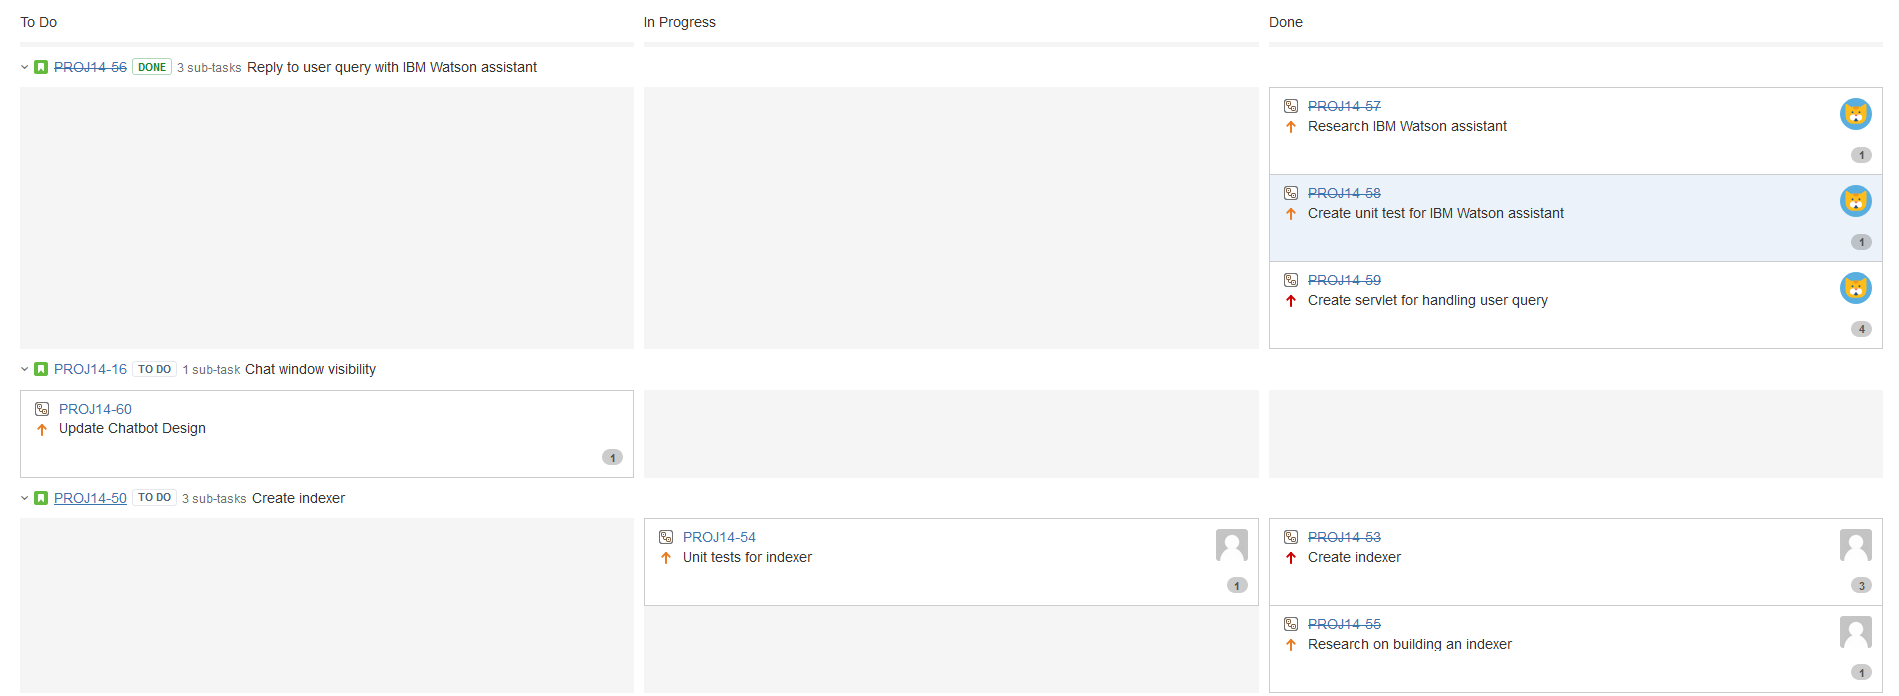 To Do
In Progress
Done
PROJ14-56 DONE 3 sub-tasks Reply to user query with IBM Watson assistant
PROJ14-57
Research IBM Watson assistant
1
PROJ14-58
Create unit test for IBM Watson assistant
1
PROJ14-59
Create servlet for handling user query
4
PROJ14-16 TO DO 1 sub-task Chat window visibility
PROJ14-60
Update Chatbot Design
1
PROJ14-50 TO DO 3 sub-tasks Create indexer
PROJ14-54
Unit tests for indexer
1
PROJ14-53
Create indexer
3
PROJ14-55
Research on building an indexer
1